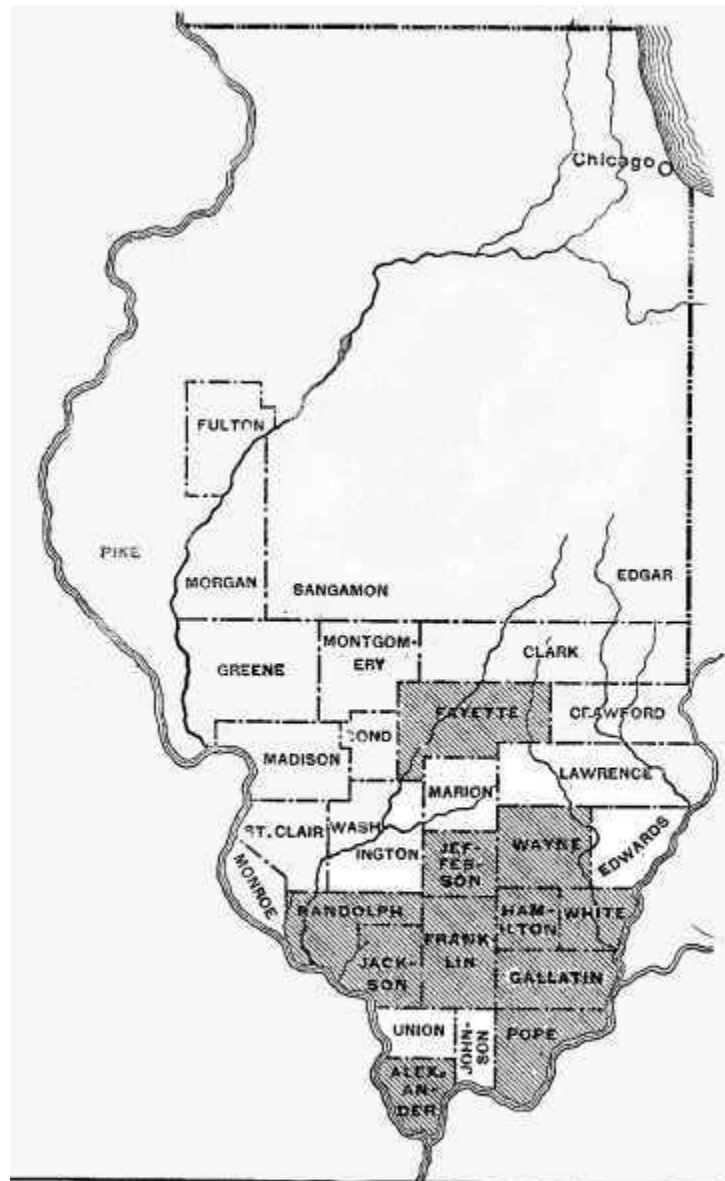 Chicago
FULTON
PIKE
MORGAN
SANGAMON
EDGAR
MONTGOM-
ERY
GREENE
CLARK
FAYETTE
CRAWFORD
BOND
MADISON
MARION
LAWRENCE
ST. CLAIR
WASH
INGTON
JEF-
FER-
SON
WAYNE
EDWARDS
MONROE
RANDOLPH
FRANK
LIN
HAM-
ILTON
WHITE
JACK-
SON
GALLATIN
UNION
JOHN-
SON
POPE
ALEX-
AN-
DER